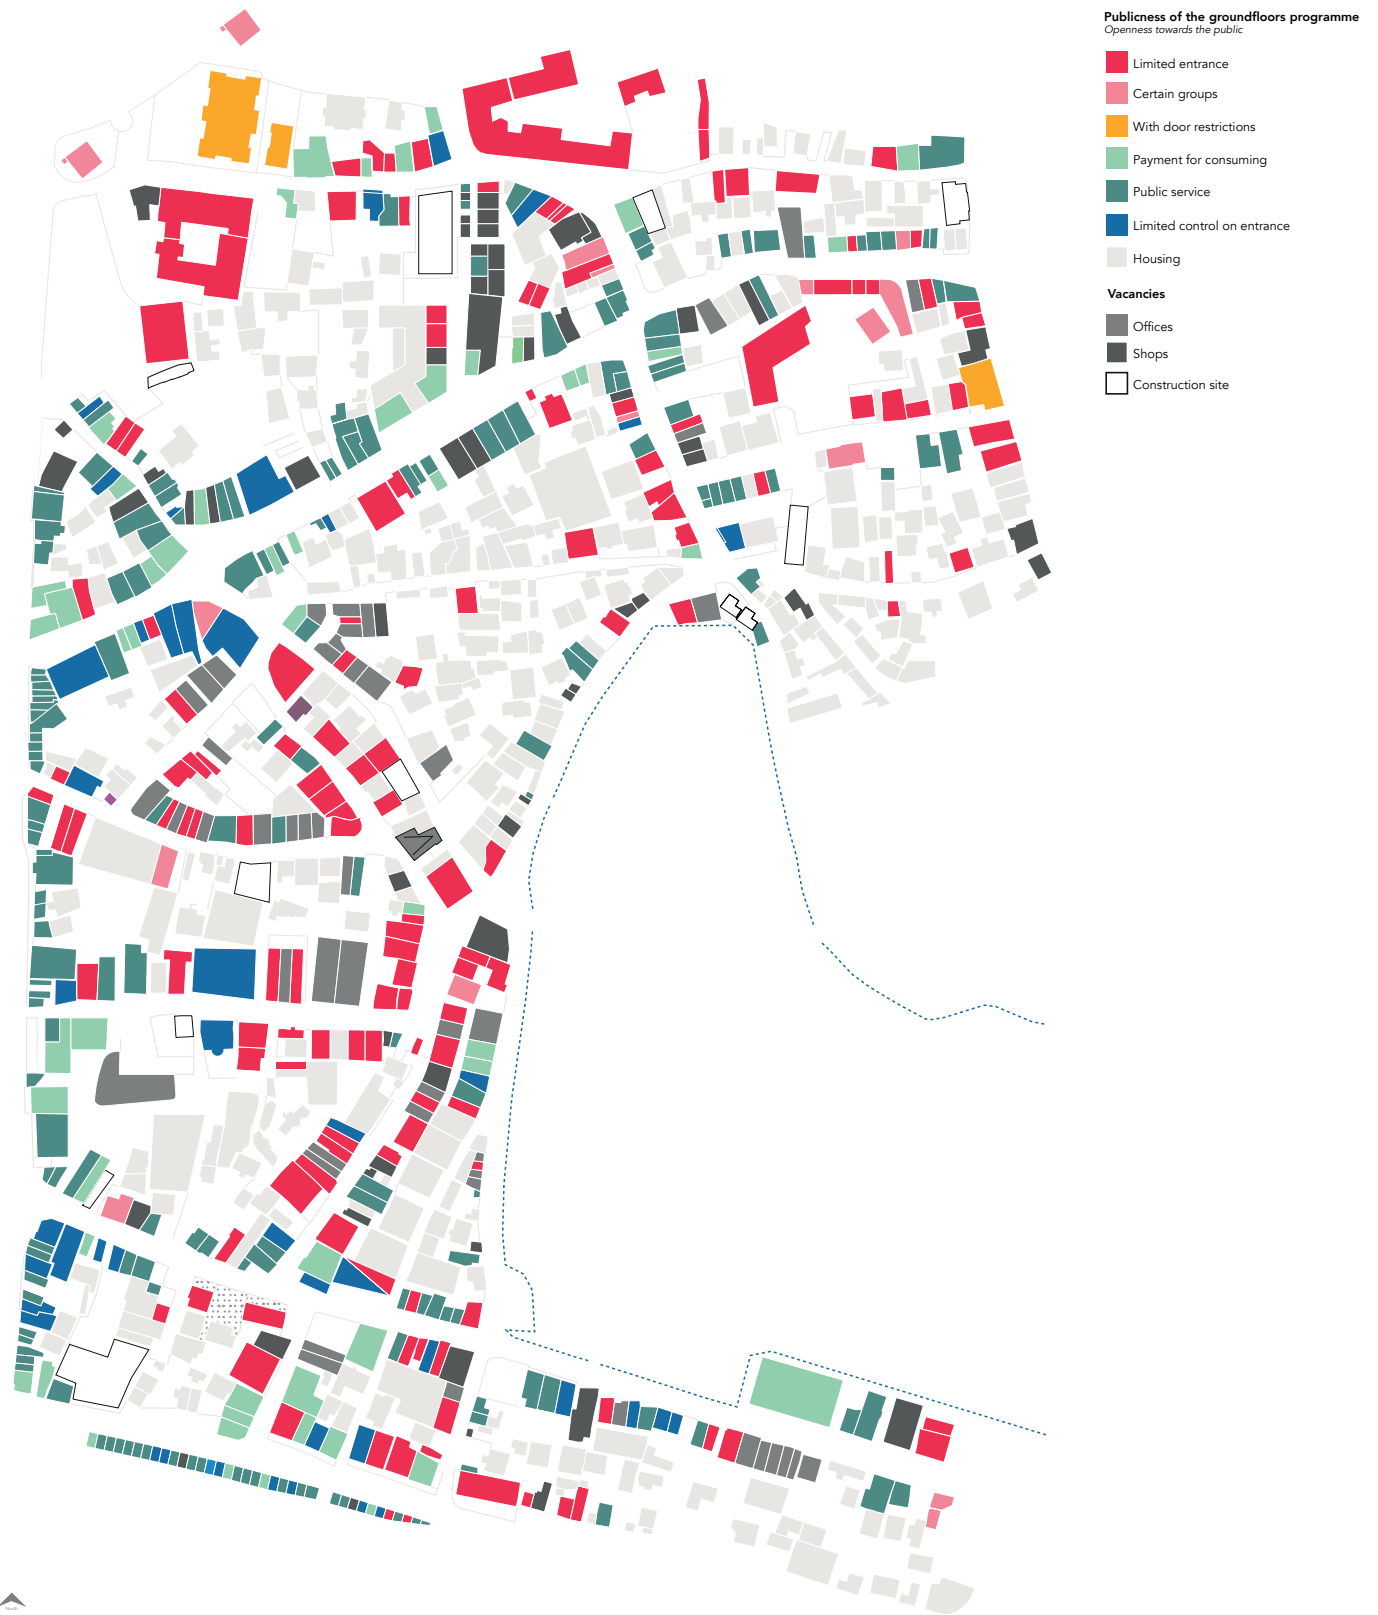 Publicness of the groundfloors programme
Openness towards the public
Limited entrance
Certain groups
With door restrictions
Payment for consuming
Public service
Limited control on entrance
Housing
Vacancies
Offices
Shops
Construction site